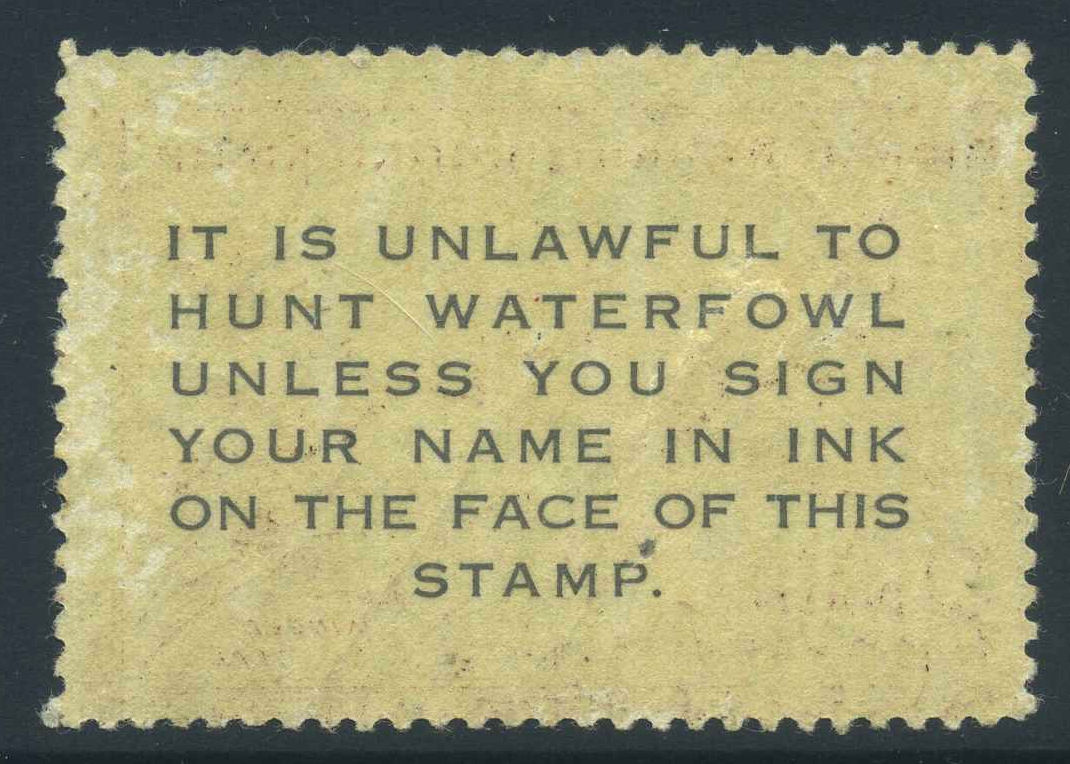 IT IS UNLAWFUL TO
HUNT WATERFOWL
UNLESS YOU SIGN
YOUR NAME IN INK
ON THE FACE OF THIS
STAMP.